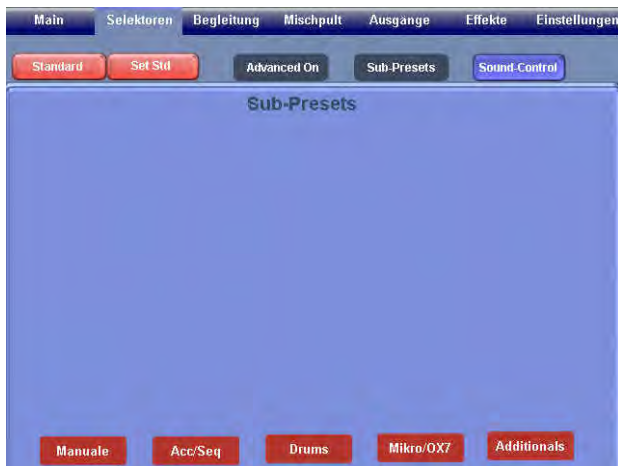 Main Selektoren Begleitung Mischpult Ausgänge Effekte Einstellungen
Standard Set Std Advanced On Sub-Presets Sound-Control
Sub-Presets
Manuale Acc/Seq Drums Mikro/OX7 Additionals